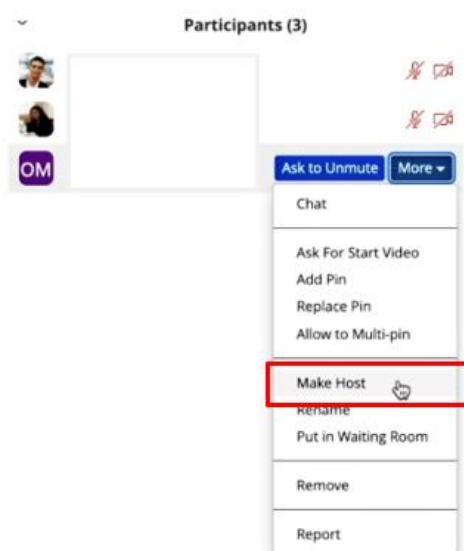 Participants (3)
OM
Ask to Unmute More
Chat
Ask For Start Video
Add Pin
Replace Pin
Allow to Multi-pin
Make Host
Rename
Put in Waiting Room
Remove
Report